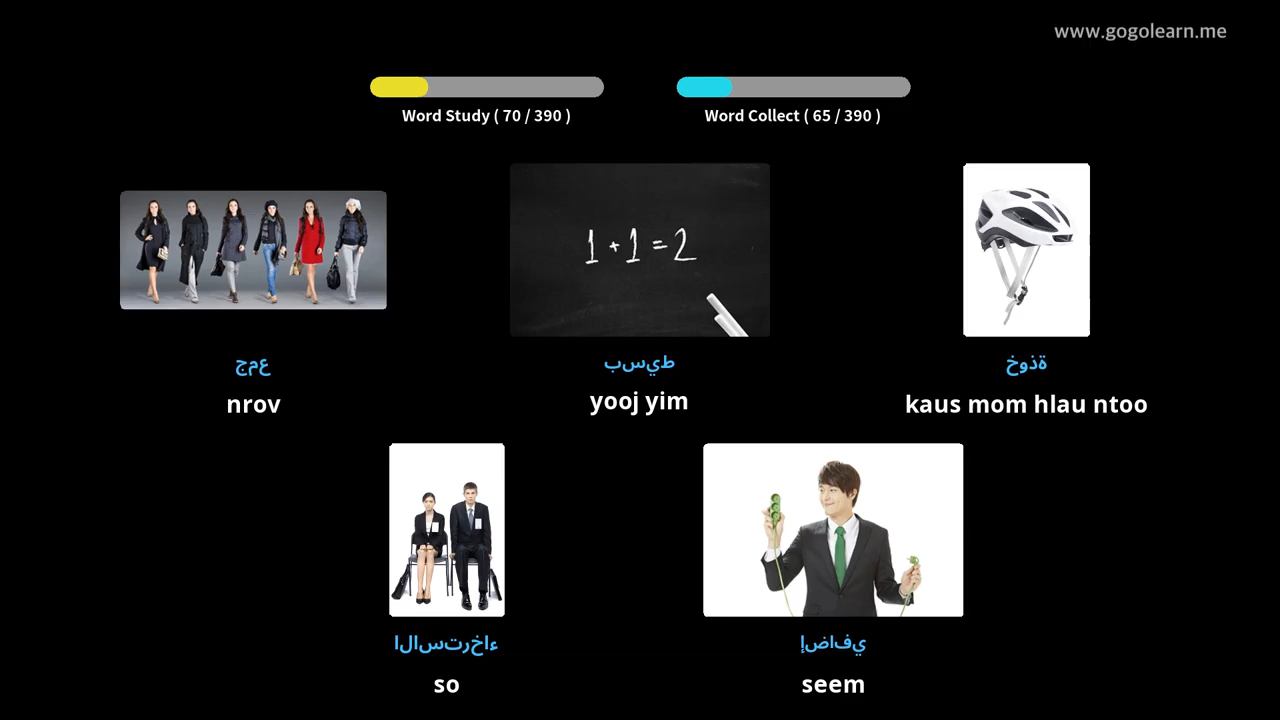 www.gogolearn.me
Word Study ( 70 / 390 )
Word Collect ( 65 / 390 )
جمع
بسيط
خوذة
nrov
yooj yim
kaus mom hlau ntoo
1 + 1 = 2
الاسترخاء
إضافي
so
seem